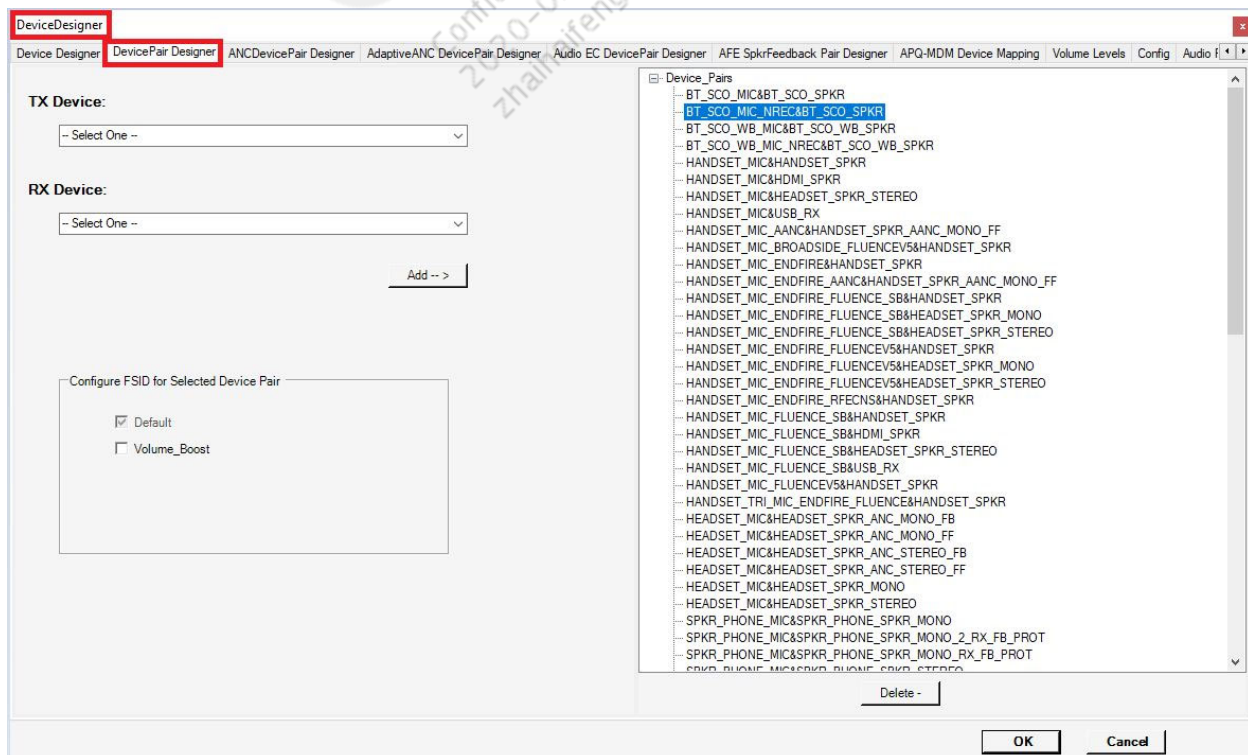 DeviceDesigner
x
Device Designer DevicePair Designer ANCDevicePair Designer AdaptiveANC DevicePair Designer Audio EC DevicePair Designer AFE SpkrFeedback Pair Designer APQ-MDM Device Mapping Volume Levels Config Audio
TX Device:
-- Select One --
RX Device:
-- Select One --
Add -- >
Configure FSID for Selected Device Pair
Default
Volume_Boost
Device_Pairs
BT_SCO_MIC&BT_SCO_SPKR
BT_SCO_MIC_NREC&BT_SCO_SPKR
BT_SCO_WB_MIC&BT_SCO_WB_SPKR
BT_SCO_WB_MIC_NREC&BT_SCO_WB_SPKR
HANDSET_MIC&HANDSET_SPKR
HANDSET_MIC&HDMI_SPKR
HANDSET_MIC&HEADSET_SPKR_STEREO
HANDSET_MIC&USB_RX
HANDSET_MIC_AANC&HANDSET_SPKR_AANC_MONO_FF
HANDSET_MIC_BROADSIDE_FLUENCEV5&HANDSET_SPKR
HANDSET_MIC_ENDFIRE&HANDSET_SPKR
HANDSET_MIC_ENDFIRE_AANC&HANDSET_SPKR_AANC_MONO_FF
HANDSET_MIC_ENDFIRE_FLUENCE_SB&HANDSET_SPKR
HANDSET_MIC_ENDFIRE_FLUENCE_SB&HEADSET_SPKR_MONO
HANDSET_MIC_ENDFIRE_FLUENCE_SB&HEADSET_SPKR_STEREO
HANDSET_MIC_ENDFIRE_FLUENCEV5&HANDSET_SPKR
HANDSET_MIC_ENDFIRE_FLUENCEV5&HEADSET_SPKR_MONO
HANDSET_MIC_ENDFIRE_FLUENCEV5&HEADSET_SPKR_STEREO
HANDSET_MIC_ENDFIRE_RFECNS&HANDSET_SPKR
HANDSET_MIC_FLUENCE_SB&HANDSET_SPKR
HANDSET_MIC_FLUENCE_SB&HDMI_SPKR
HANDSET_MIC_FLUENCE_SB&HEADSET_SPKR_STEREO
HANDSET_MIC_FLUENCE_SB&USB_RX
HANDSET_MIC_FLUENCEV5&HANDSET_SPKR
HANDSET_TRI_MIC_ENDFIRE_FLUENCE&HANDSET_SPKR
HEADSET_MIC&HEADSET_SPKR_ANC_MONO_FB
HEADSET_MIC&HEADSET_SPKR_ANC_MONO_FF
HEADSET_MIC&HEADSET_SPKR_ANC_STEREO_FB
HEADSET_MIC&HEADSET_SPKR_ANC_STEREO_FF
HEADSET_MIC&HEADSET_SPKR_MONO
HEADSET_MIC&HEADSET_SPKR_STEREO
SPKR_PHONE_MIC&SPKR_PHONE_SPKR_MONO
SPKR_PHONE_MIC&SPKR_PHONE_SPKR_MONO_2_RX_FB_PROT
SPKR_PHONE_MIC&SPKR_PHONE_SPKR_MONO_RX_FB_PROT
SPKR_PHONE_MIC&SPKR_PHONE_SPKR_STEREO
Delete -
OK Cancel